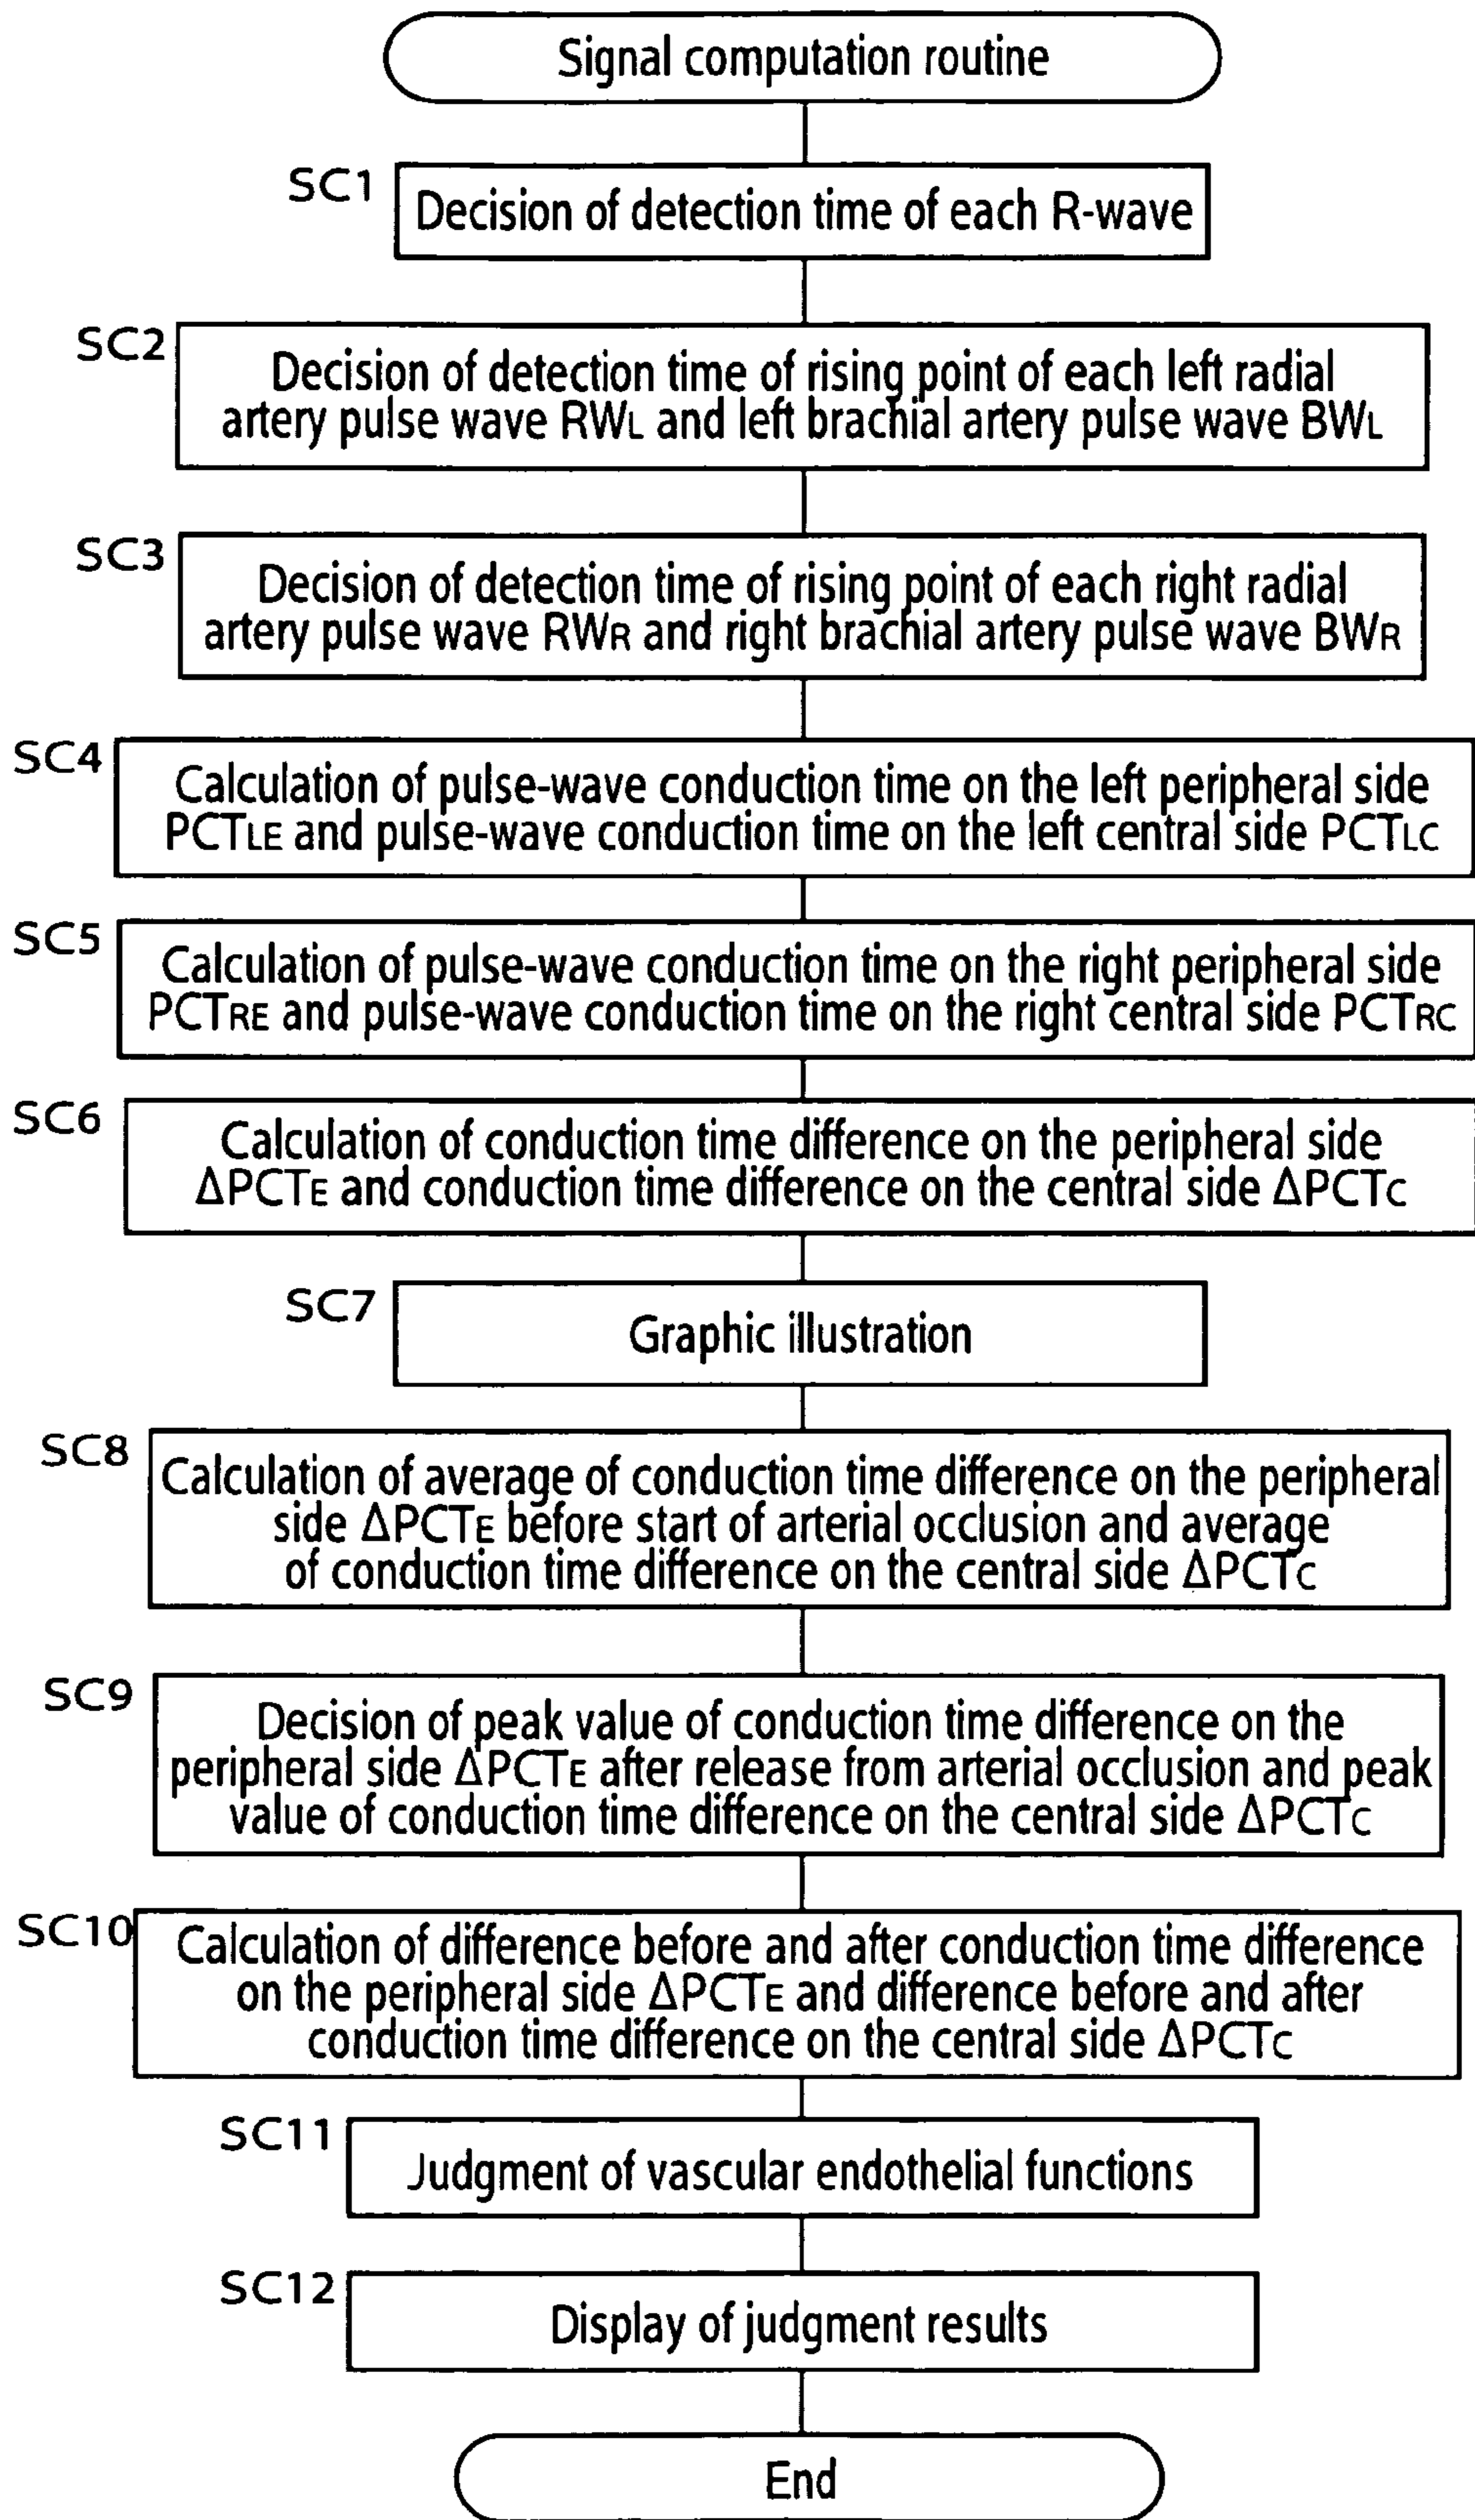 Signal computation routine
SC1
Decision of detection time of each R-wave
SC2
Decision of detection time of rising point of each left radial
artery pulse wave RWL and left brachial artery pulse wave BWL
SC3
Decision of detection time of rising point of each right radial
artery pulse wave RWR and right brachial artery pulse wave BWR
SC4
Calculation of pulse-wave conduction time on the left peripheral side
PCTLE and pulse-wave conduction time on the left central side PCTLC
SC5
Calculation of pulse-wave conduction time on the right peripheral side
PCTRE and pulse-wave conduction time on the right central side PCTRC
SC6
Calculation of conduction time difference on the peripheral side
ΔPCTE and conduction time difference on the central side ΔPCTC
SC7
Graphic illustration
SC8
Calculation of average of conduction time difference on the peripheral
side ΔPCTE before start of arterial occlusion and average
of conduction time difference on the central side ΔPCTC
SC9
Decision of peak value of conduction time difference on the
peripheral side ΔPCTE after release from arterial occlusion and peak
value of conduction time difference on the central side ΔPCTC
SC10
Calculation of difference before and after conduction time difference
on the peripheral side ΔPCTE and difference before and after
conduction time difference on the central side ΔPCTC
SC11
Judgment of vascular endothelial functions
SC12
Display of judgment results
End